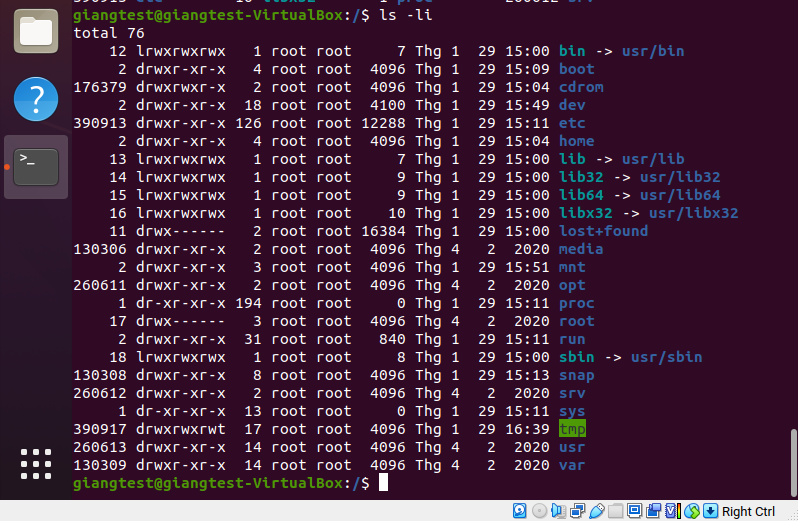 giangtest@giangtest-VirtualBox:/$ ls -li
total 76
    12 lrwxrwxrwx   1 root root     7 Thg 1  29 15:00 bin -> usr/bin
     2 drwxr-xr-x   4 root root  4096 Thg 1  29 15:09 boot
176379 drwxrwxr-x   2 root root  4096 Thg 1  29 15:04 cdrom
     2 drwxr-xr-x  18 root root  4100 Thg 1  29 15:49 dev
390913 drwxr-xr-x 126 root root 12288 Thg 1  29 15:11 etc
     2 drwxr-xr-x   4 root root  4096 Thg 1  29 15:04 home
    13 lrwxrwxrwx   1 root root     7 Thg 1  29 15:00 lib -> usr/lib
    14 lrwxrwxrwx   1 root root     9 Thg 1  29 15:00 lib32 -> usr/lib32
    15 lrwxrwxrwx   1 root root     9 Thg 1  29 15:00 lib64 -> usr/lib64
    16 lrwxrwxrwx   1 root root    10 Thg 1  29 15:00 libx32 -> usr/libx32
    11 drwx------   2 root root 16384 Thg 1  29 15:00 lost+found
130306 drwxr-xr-x   2 root root  4096 Thg 4   2  2020 media
     2 drwxr-xr-x   3 root root  4096 Thg 1  29 15:51 mnt
260611 drwxr-xr-x   2 root root  4096 Thg 4   2  2020 opt
     1 dr-xr-xr-x 194 root root     0 Thg 1  29 15:11 proc
    17 drwx------   3 root root  4096 Thg 4   2  2020 root
     2 drwxr-xr-x  31 root root   840 Thg 1  29 15:11 run
    18 lrwxrwxrwx   1 root root     8 Thg 1  29 15:00 sbin -> usr/sbin
130308 drwxr-xr-x   8 root root  4096 Thg 1  29 15:13 snap
260612 drwxr-xr-x   2 root root  4096 Thg 4   2  2020 srv
     1 dr-xr-xr-x  13 root root     0 Thg 1  29 15:11 sys
390917 drwxrwxrwt  17 root root  4096 Thg 1  29 16:39 tmp
260613 drwxr-xr-x  14 root root  4096 Thg 4   2  2020 usr
130309 drwxr-xr-x  14 root root  4096 Thg 4   2  2020 var
giangtest@giangtest-VirtualBox:/$
Right Ctrl